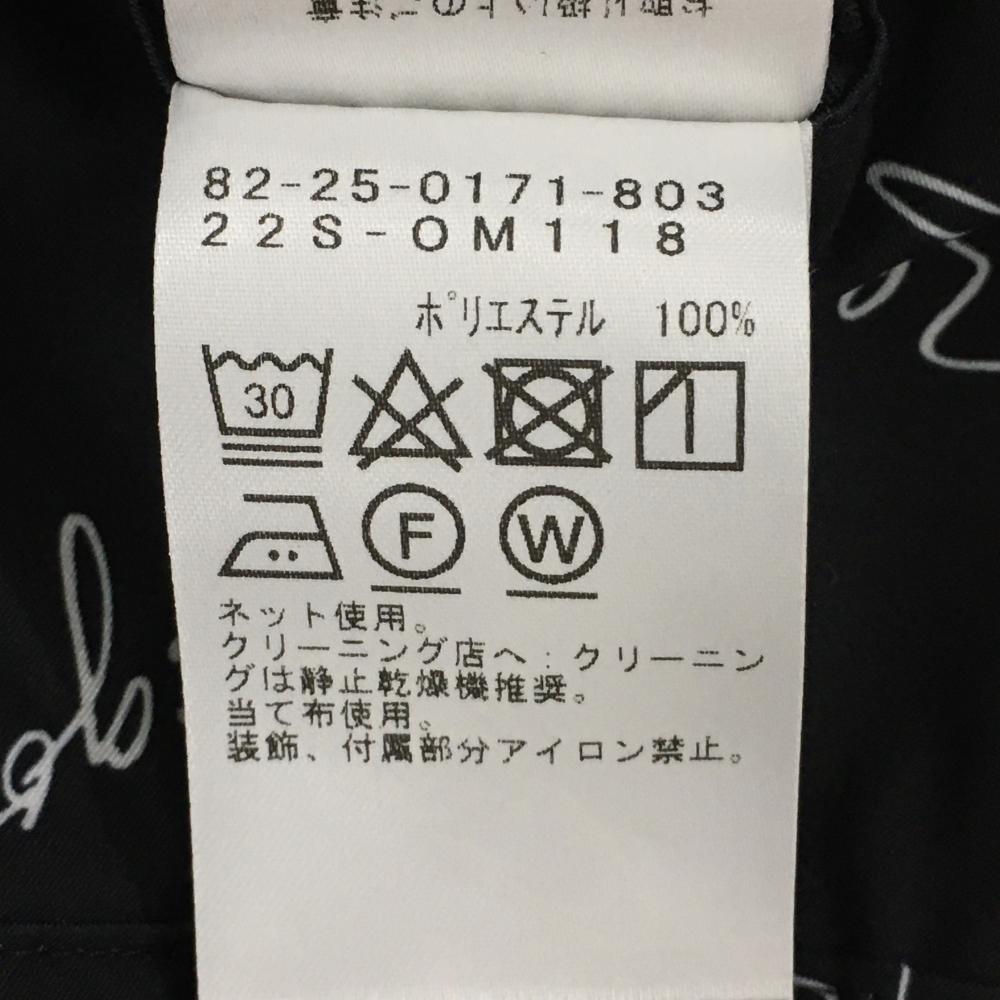 82-25-0171-803
22S-OM118
ポリエステル 100%
30
F W
ネット使用。
クリーニング店へ:クリーニン
グは静止乾燥機推奨。
当て布使用。
装飾、付属部分アイロン禁止。